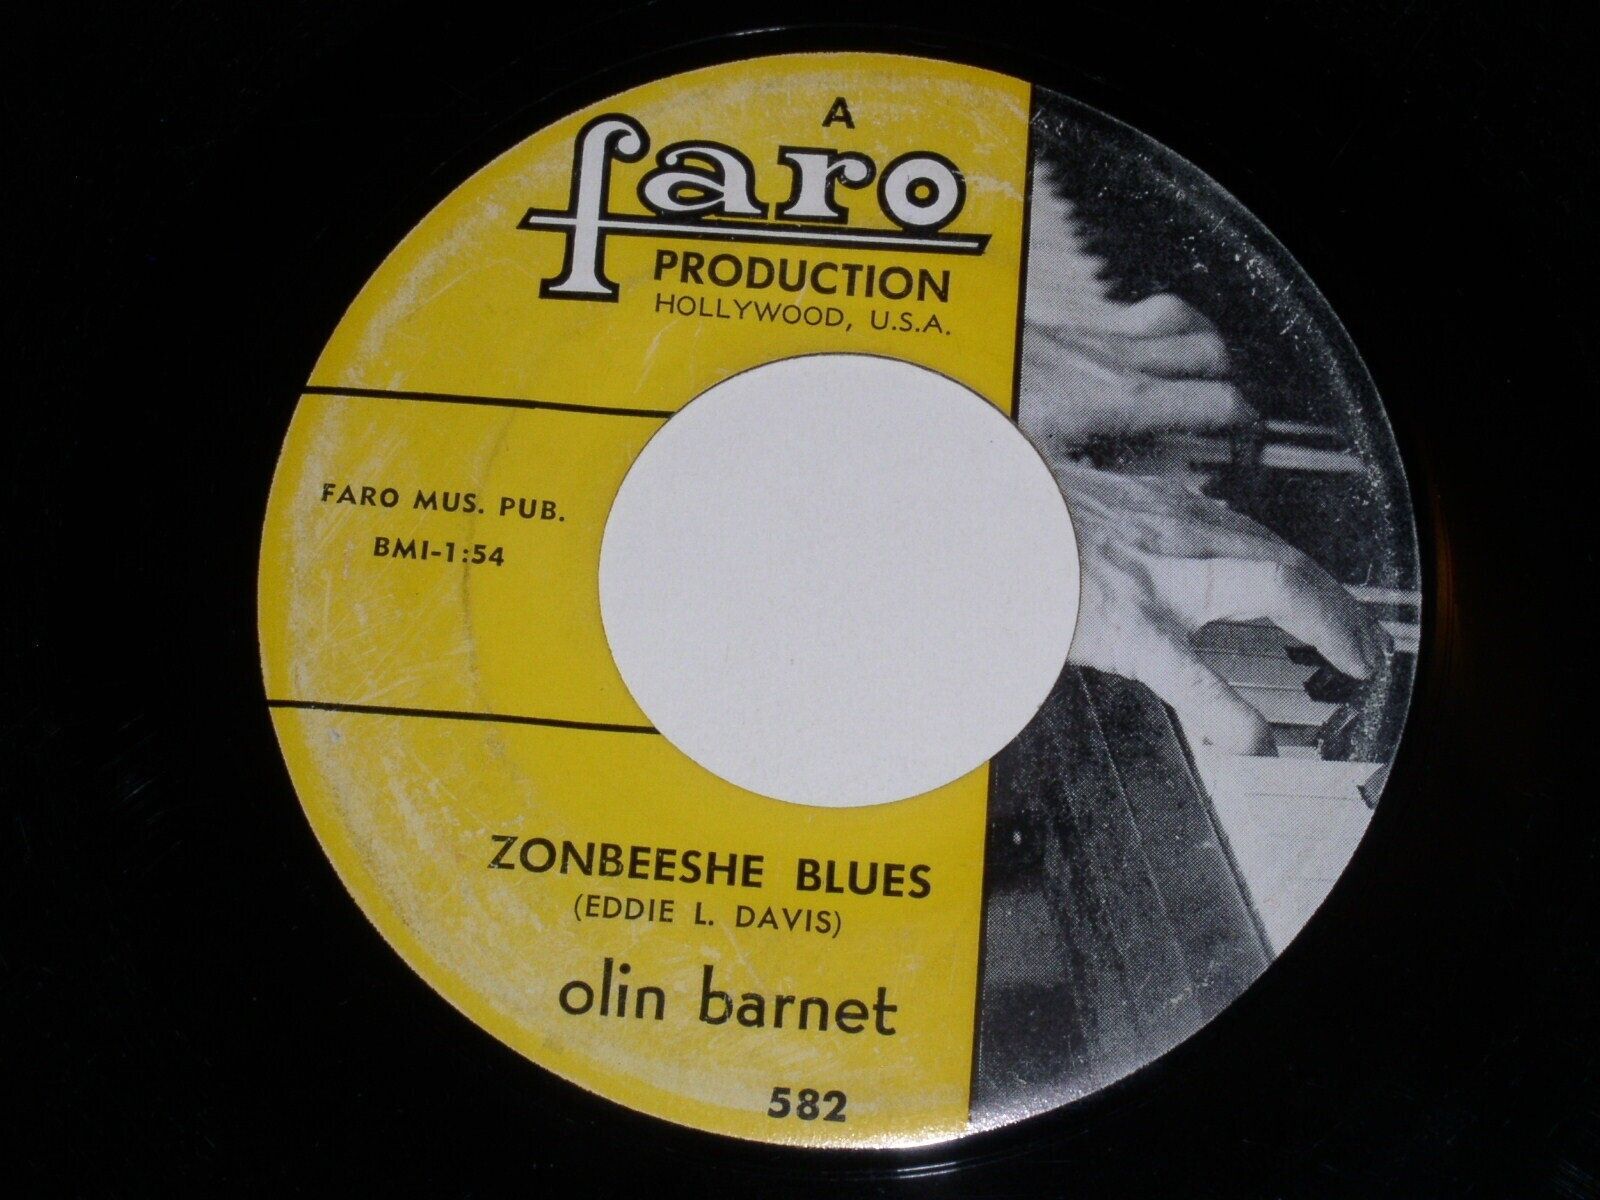 A
faro
PRODUCTION
HOLLYWOOD, U.S.A.
FARO MUS. PUB.
BMI-1:54
ZONBEESHE BLUES
(EDDIE L. DAVIS)
olin barnet
582